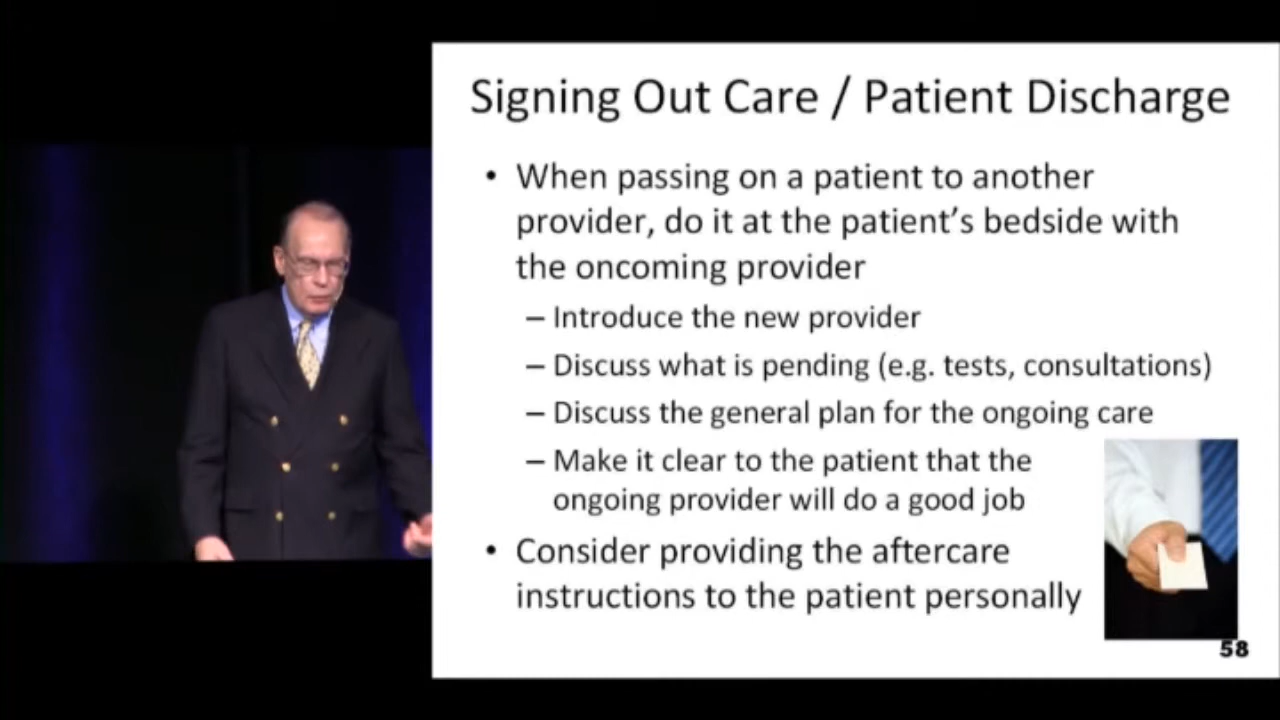 Signing Out Care / Patient Discharge
• When passing on a patient to another
provider, do it at the patient’s bedside with
the oncoming provider
– Introduce the new provider
– Discuss what is pending (e.g. tests, consultations)
– Discuss the general plan for the ongoing care
– Make it clear to the patient that the
ongoing provider will do a good job
• Consider providing the aftercare
instructions to the patient personally
58